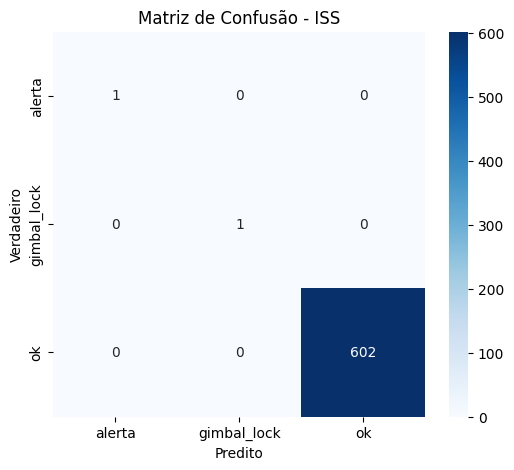 Matriz de Confusão - ISS
Verdadeiro
alerta
gimbal_lock
ok
1 0 0
0 1 0
0 0 602
alerta gimbal_lock ok
Predito
600
500
400
300
200
100
0